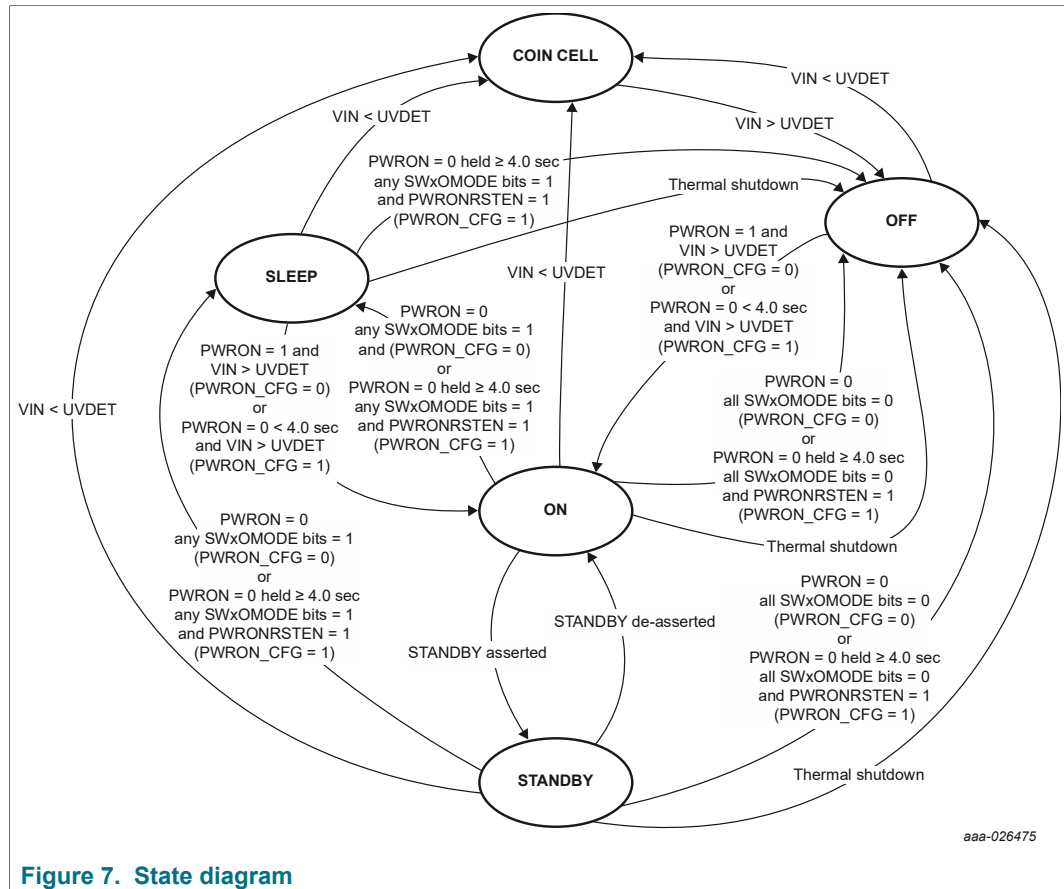 COIN CELL
VIN < UVDET
VIN < UVDET
VIN > UVDET
PWRON = 0 held ≥ 4.0 sec
any SWxOMODE bits = 1
and PWRONRSTEN = 1
(PWRON_CFG = 1)
Thermal shutdown
OFF
SLEEP
VIN < UVDET
PWRON = 1 and
VIN > UVDET
(PWRON_CFG = 0)
or
PWRON = 0 < 4.0 sec
and VIN > UVDET
(PWRON_CFG = 1)
PWRON = 0
any SWxOMODE bits = 1
and (PWRON_CFG = 0)
or
PWRON = 0 held ≥ 4.0 sec
any SWxOMODE bits = 1
and PWRONRSTEN = 1
(PWRON_CFG = 1)
PWRON = 1 and
VIN > UVDET
(PWRON_CFG = 0)
or
PWRON = 0 < 4.0 sec
and VIN > UVDET
(PWRON_CFG = 1)
VIN < UVDET
PWRON = 0
all SWxOMODE bits = 0
(PWRON_CFG = 0)
or
PWRON = 0 held ≥ 4.0 sec
all SWxOMODE bits = 0
and PWRONRSTEN = 1
(PWRON_CFG = 1)
ON
Thermal shutdown
PWRON = 0
any SWxOMODE bits = 1
(PWRON_CFG = 0)
or
PWRON = 0 held ≥ 4.0 sec
any SWxOMODE bits = 1
and PWRONRSTEN = 1
(PWRON_CFG = 1)
STANDBY asserted
STANDBY de-asserted
PWRON = 0
all SWxOMODE bits = 0
(PWRON_CFG = 0)
or
PWRON = 0 held ≥ 4.0 sec
all SWxOMODE bits = 0
and PWRONRSTEN = 1
(PWRON_CFG = 1)
STANDBY
Thermal shutdown
aaa-026475
Figure 7. State diagram